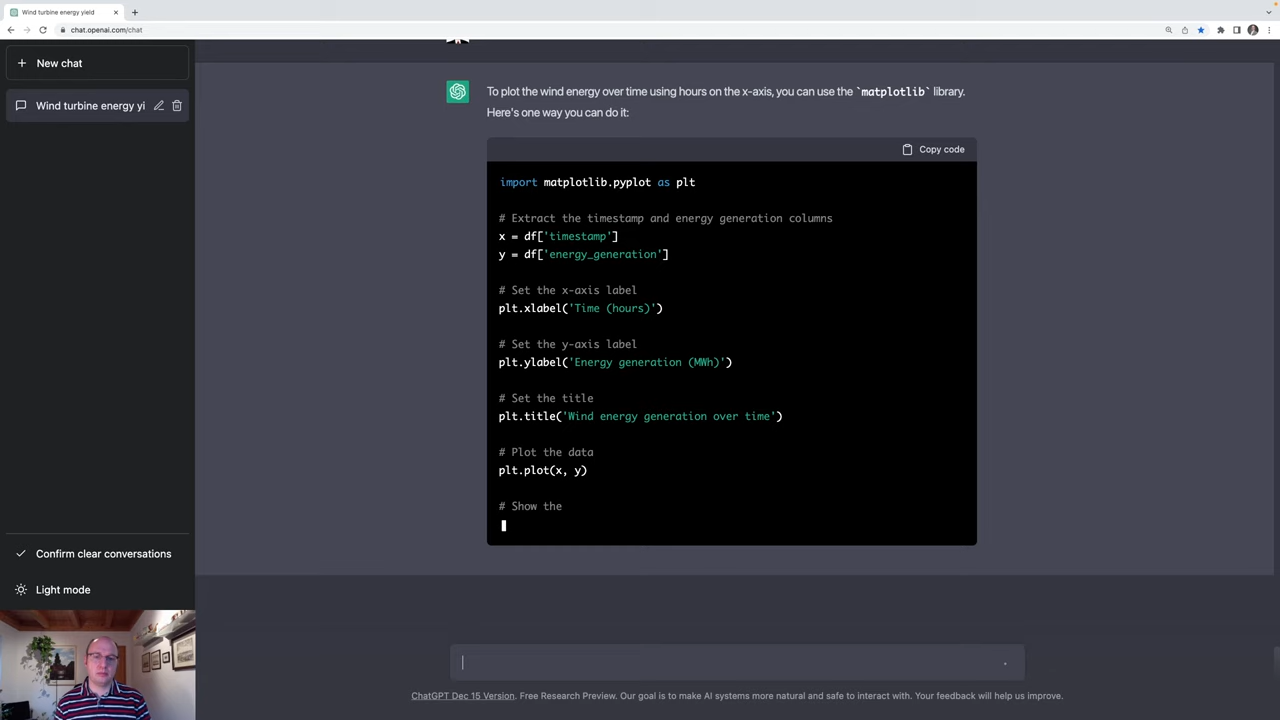 Wind turbine energy yield
chat.openai.com/chat
New chat
Wind turbine energy yi
To plot the wind energy over time using hours on the x-axis, you can use the `matplotlib` library.
Here's one way you can do it:
Copy code
import matplotlib.pyplot as plt
# Extract the timestamp and energy generation columns
x = df['timestamp']
y = df['energy_generation']
# Set the x-axis label
plt.xlabel('Time (hours)')
# Set the y-axis label
plt.ylabel('Energy generation (MWh)')
# Set the title
plt.title('Wind energy generation over time')
# Plot the data
plt.plot(x, y)
# Show the
Confirm clear conversations
Light mode
ChatGPT Dec 15 Version. Free Research Preview. Our goal is to make AI systems more natural and safe to interact with. Your feedback will help us improve.